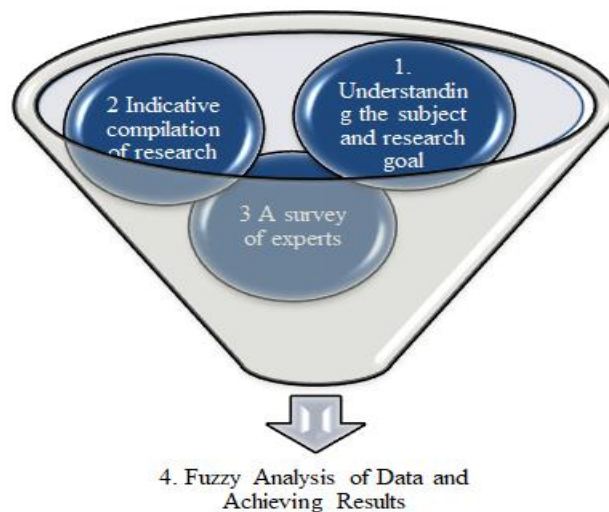 1.
Understandin
g the subject
and research
goal
2 Indicative
compilation
of research
3 A survey
of experts
4. Fuzzy Analysis of Data and
Achieving Results